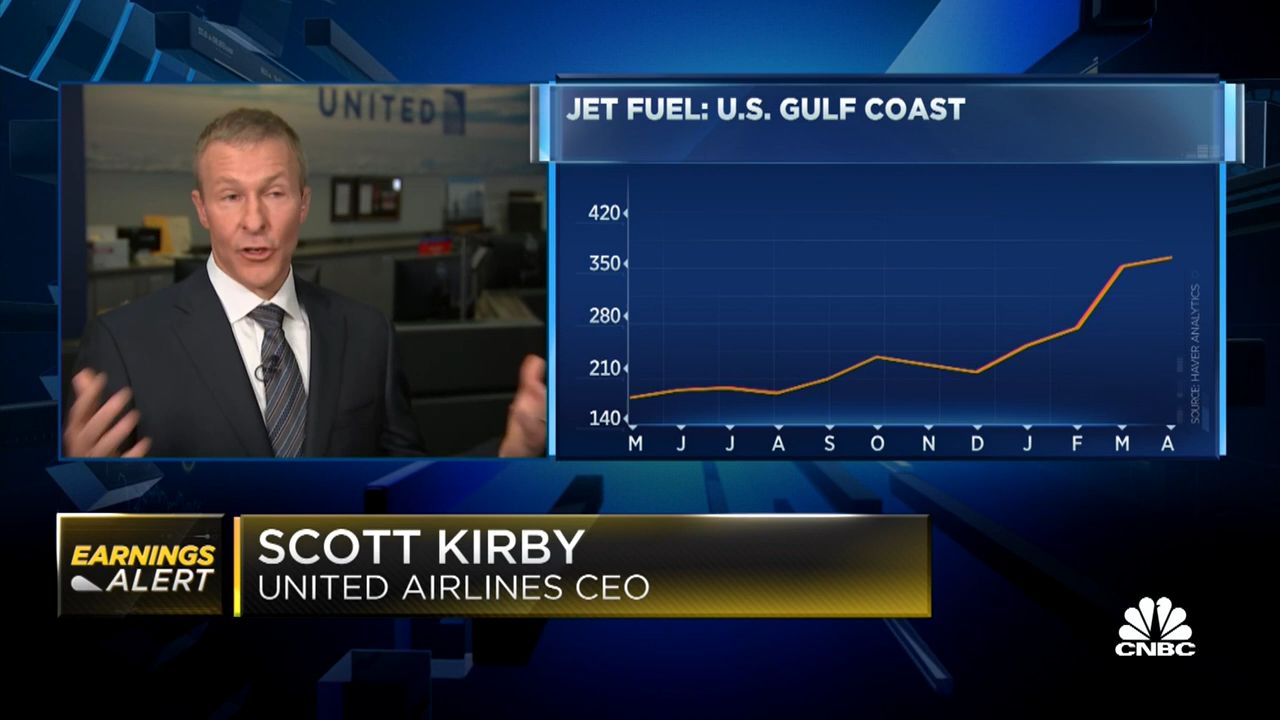 UNITED
JET FUEL: U.S. GULF COAST
420
350
280
210
140
M J J A S O N D J F M A
SOURCE: HAVER ANALYTICS
EARNINGS
ALERT
SCOTT KIRBY
UNITED AIRLINES CEO
CNBC